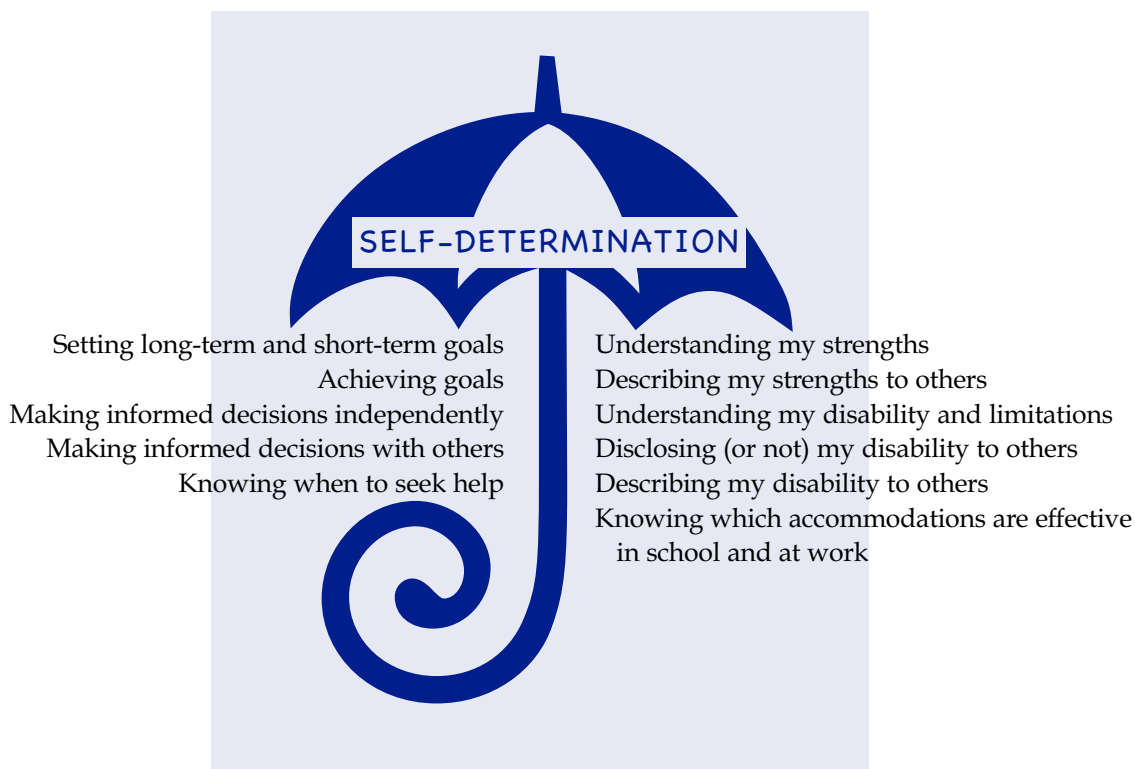 SELF-DETERMINATION
Setting long-term and short-term goals
Achieving goals
Making informed decisions independently
Making informed decisions with others
Knowing when to seek help
Understanding my strengths
Describing my strengths to others
Understanding my disability and limitations
Disclosing (or not) my disability to others
Describing my disability to others
Knowing which accommodations are effective
in school and at work